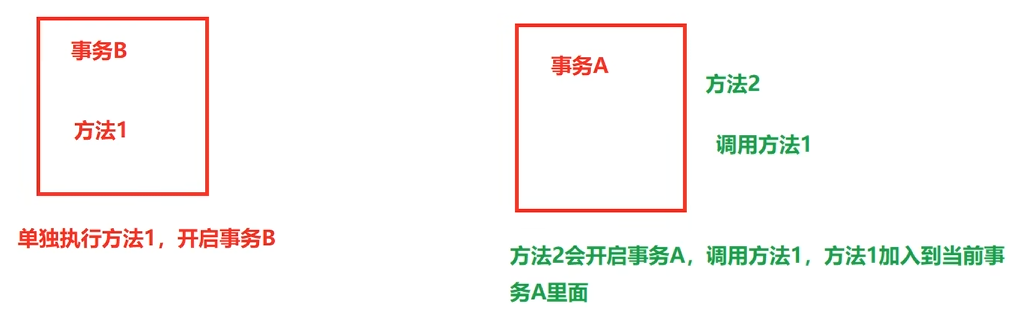 事务B
方法1
单独执行方法1，开启事务B
事务A
方法2
调用方法1
方法2会开启事务A，调用方法1，方法1加入到当前事
务A里面